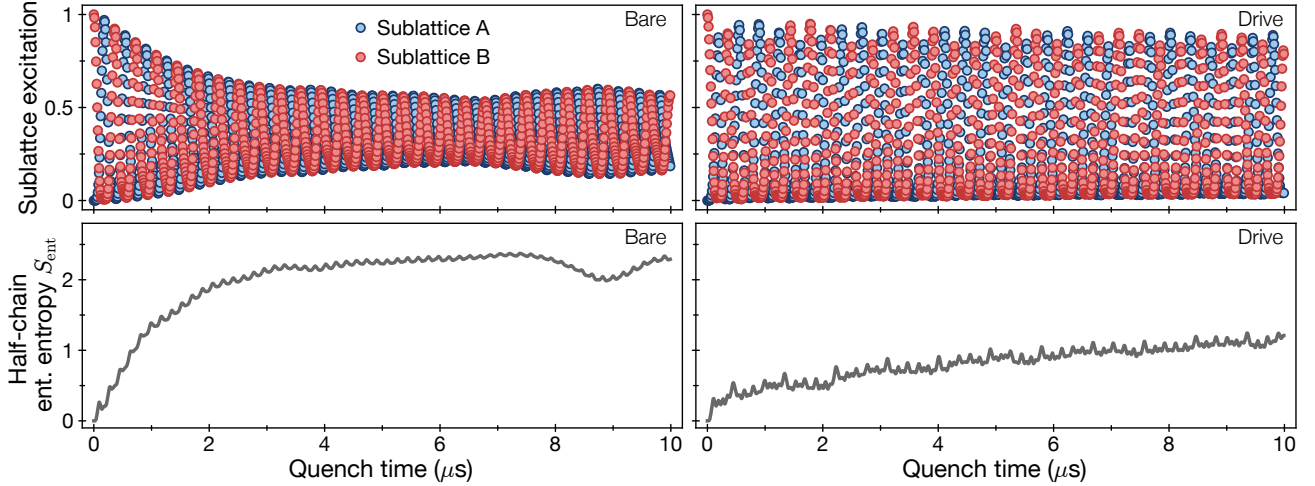 Sublattce excitation
1
0.5
0
Sublattice A
Sublattice B
Bare
Drive
Half-chain
ent. entropy S_ent
2
1
0
Bare
Drive
0 2 4 6 8 10
0 2 4 6 8 10
Quench time (μs)
Quench time (μs)